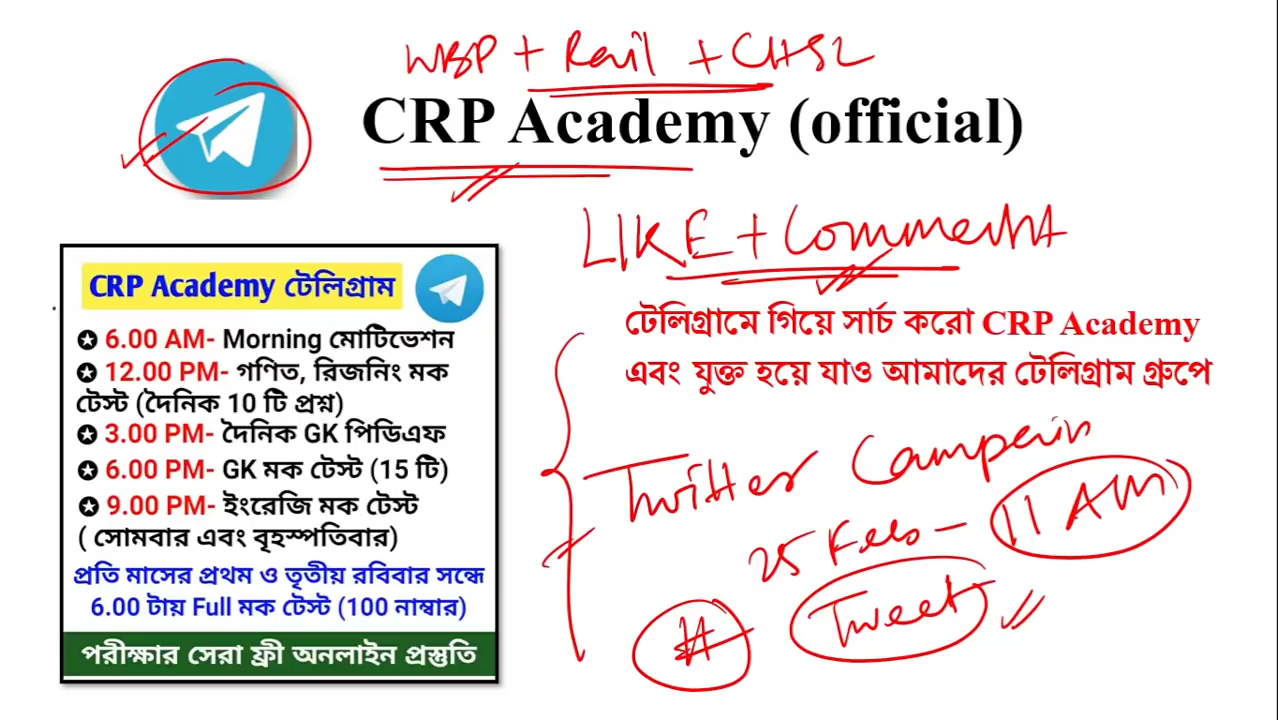 WBP + Rail + CHSL
CRP Academy (official)
LIKE + Comment
CRP Academy টেলিগ্রাম
6.00 AM- Morning মোটিভেশন
12.00 PM- গণিত, রিজনিং মক
টেস্ট (দৈনিক 10 টি প্রশ্ন)
3.00 PM- দৈনিক GK পিডিএফ
6.00 PM- GK মক টেস্ট (15 টি)
9.00 PM- ইংরেজি মক টেস্ট
( সোমবার এবং বৃহস্পতিবার)
প্রতি মাসের প্রথম ও তৃতীয় রবিবার সন্ধে
6.00 টায় Full মক টেস্ট (100 নাম্বার)
পরীক্ষার সেরা ফ্রী অনলাইন প্রস্তুতি
টেলিগ্রামে গিয়ে সার্চ করো CRP Academy
এবং যুক্ত হয়ে যাও আমাদের টেলিগ্রাম গ্রুপে
Twitter
25 - 11 AM
# Tweet